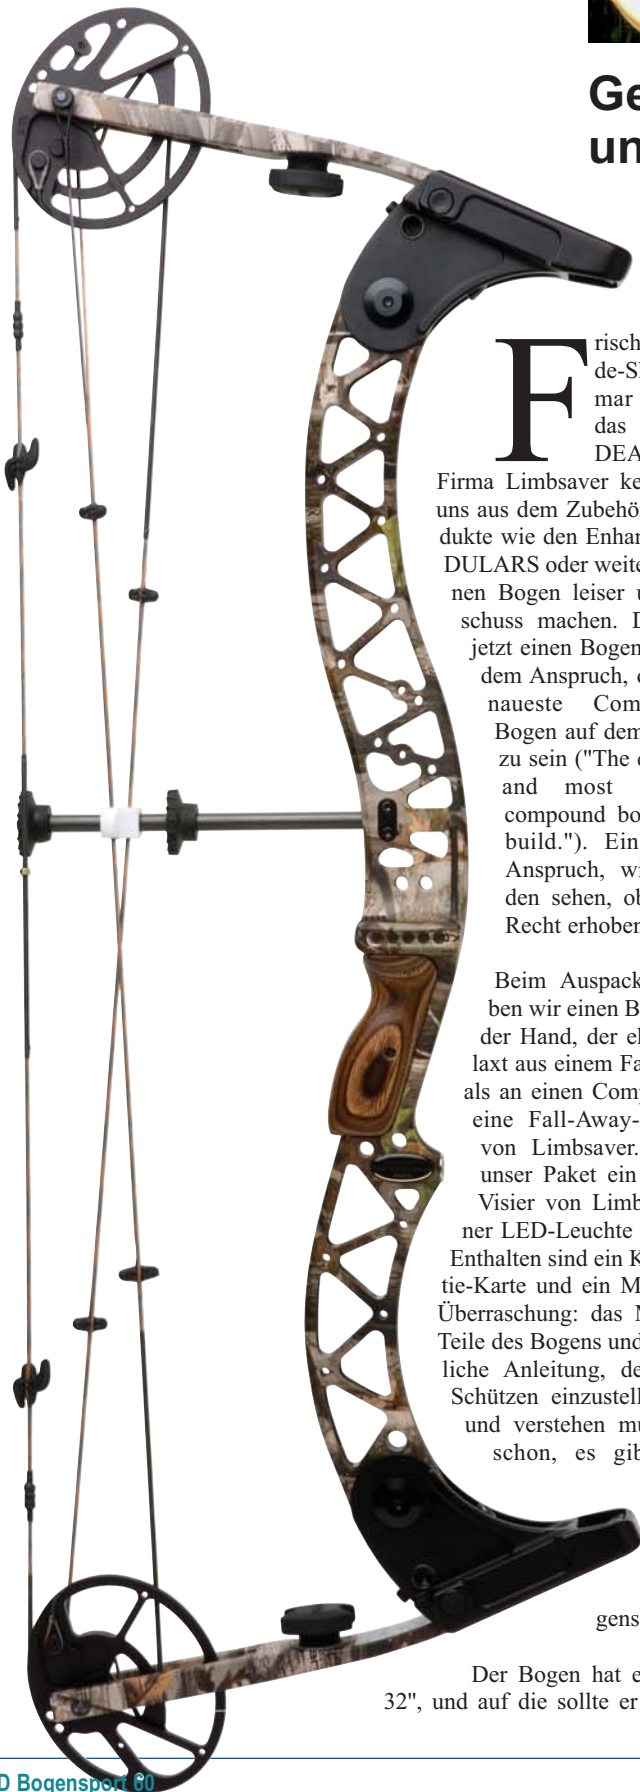 Ge
un
Frisch
de-S
mar
das
DEA
Firma Limbsaver ke
uns aus dem Zubehö
dukte wie den Enhan
DULARS oder weite
nen Bogen leiser u
schuss machen. D
jetzt einen Bogen
dem Anspruch, 
naueste Com
Bogen auf dem
zu sein ("The 
and most
compound bo
build."). Ein
Anspruch, wi
den sehen, ob
Recht erhoben
Beim Auspack
ben wir einen B
der Hand, der e
laxt aus einem Fa
als an einen Comp
eine Fall-Away-
von Limbsaver.
unser Paket ein
Visier von Limb
ner LED-Leuchte
Enthalten sind ein K
tie-Karte und ein M
Überraschung: das M
Teile des Bogens und
liche Anleitung, de
Schützen einzustell
und verstehen mu
schon, es gib
gens
Der Bogen hat e
32", und auf die sollte er
D Bogensport 60